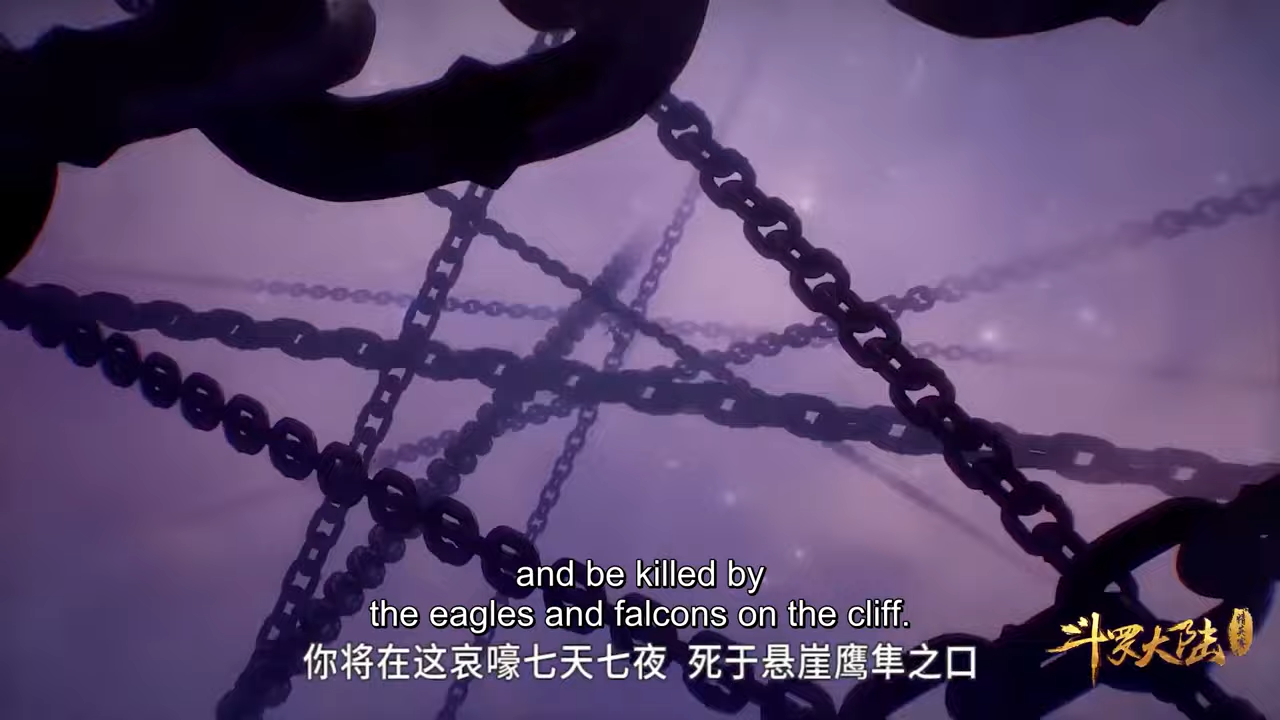 and be killed by
the eagles and falcons on the cliff.
你将在这哀嚎七天七夜 死于悬崖鹰隼之口
斗罗大陆